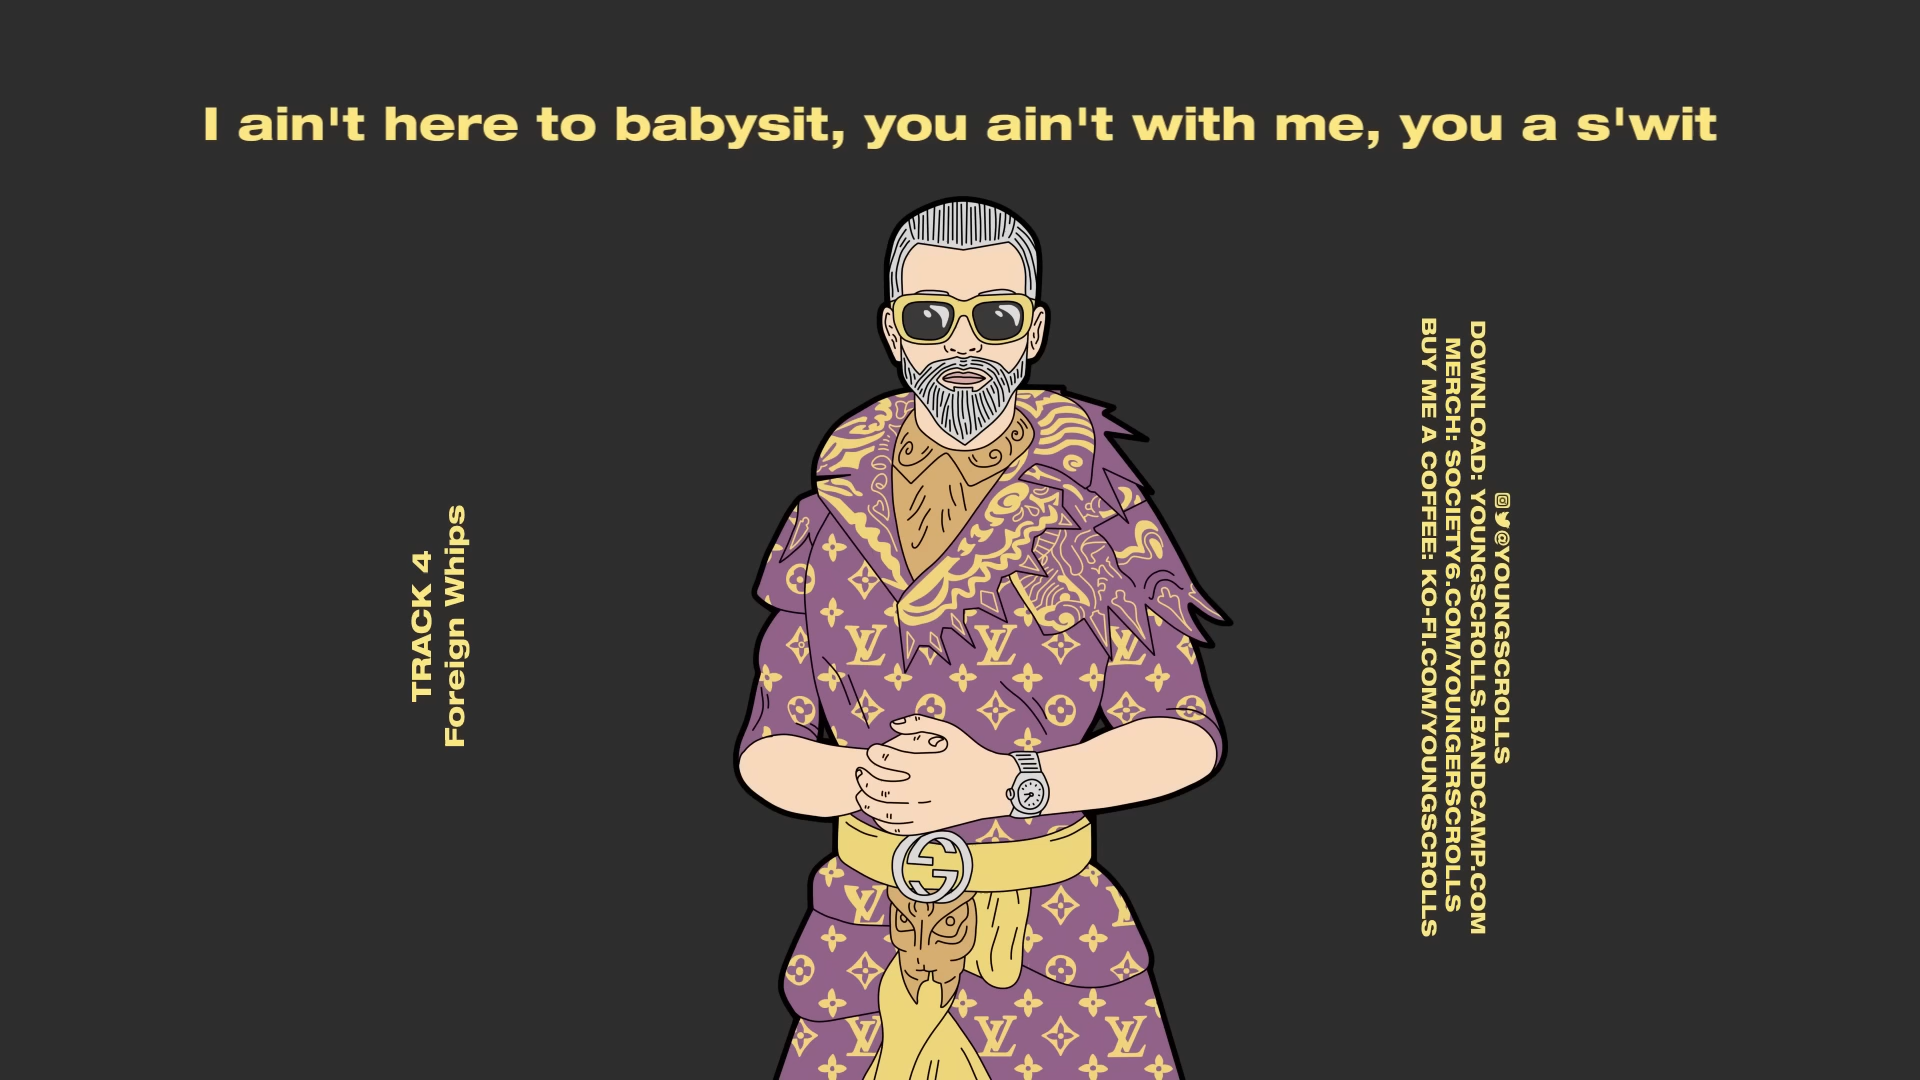 I ain't here to babysit, you ain't with me, you a s'wit
TRACK 4
Foreign Whips
@YOUNGSCROLLS
DOWNLOAD: YOUNGSCROLLS.BANDCAMP.COM
MERCH: SOCIETY6.COM/YOUNGERSCROLLS
BUY ME A COFFEE: KO-FI.COM/YOUNGSCROLLS